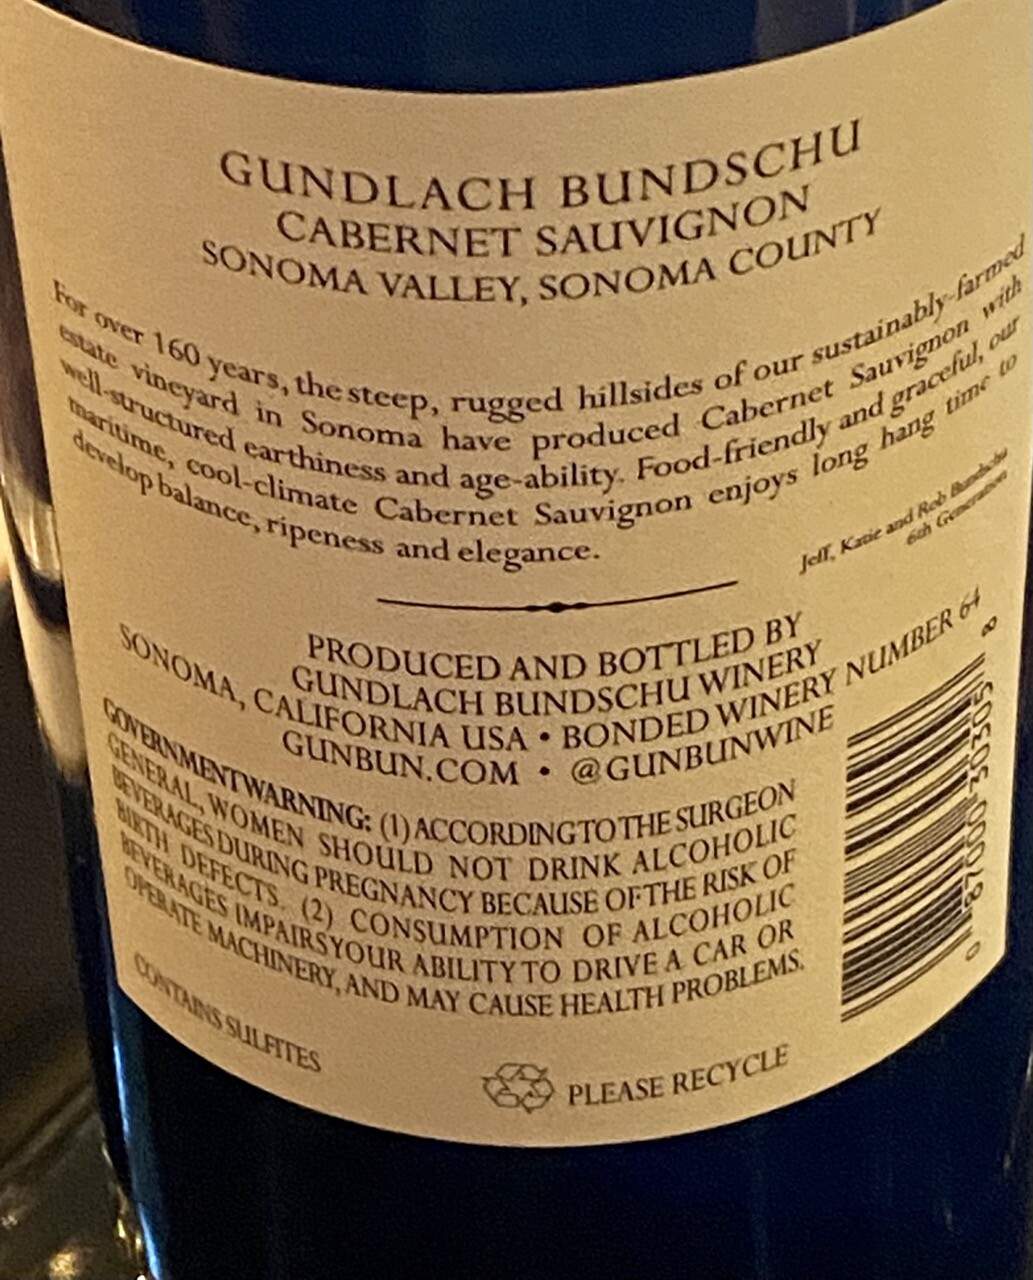 GUNDLACH BUNDSCHU
CABERNET SAUVIGNON
SONOMA VALLEY, SONOMA COUNTY
For over 160 years, the steep, rugged hillsides of our sustainably-farmed
estate vineyard in Sonoma have produced Cabernet Sauvignon with
well-structured earthiness and age-ability. Food-friendly and graceful, our
maritime, cool-climate Cabernet Sauvignon enjoys long hang time to
develop balance, ripeness and elegance.
Jeff, Katie and Rob Bundschu
6th Generation
PRODUCED AND BOTTLED BY
GUNDLACH BUNDSCHU WINERY
SONOMA, CALIFORNIA USA • BONDED WINERY NUMBER 64
GUNBUN.COM • @GUNBUNWINE
GOVERNMENT WARNING: (1) ACCORDING TO THE SURGEON
GENERAL, WOMEN SHOULD NOT DRINK ALCOHOLIC
BEVERAGES DURING PREGNANCY BECAUSE OF THE RISK OF
BIRTH DEFECTS. (2) CONSUMPTION OF ALCOHOLIC
BEVERAGES IMPAIRS YOUR ABILITY TO DRIVE A CAR OR
OPERATE MACHINERY, AND MAY CAUSE HEALTH PROBLEMS.
0 87000 30305 8
CONTAINS SULFITES
PLEASE RECYCLE